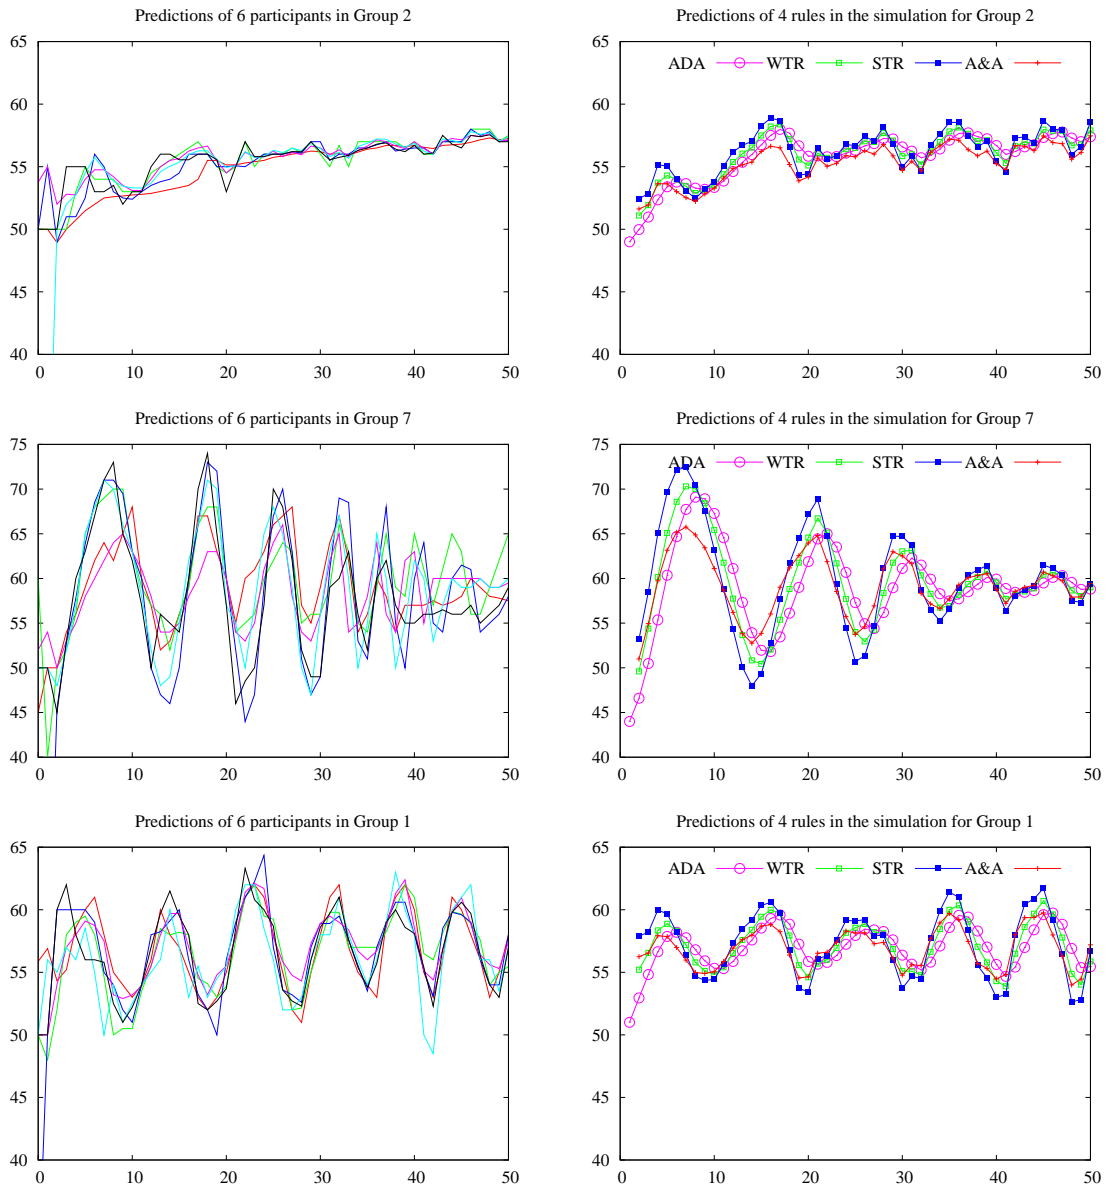 Predictions of 6 participants in Group 2
65
60
55
50
45
40
0 10 20 30 40 50
Predictions of 4 rules in the simulation for Group 2
ADA WTR STR A&A
65
60
55
50
45
40
0 10 20 30 40 50
Predictions of 6 participants in Group 7
75
70
65
60
55
50
45
40
0 10 20 30 40 50
Predictions of 4 rules in the simulation for Group 7
ADA WTR STR A&A
75
70
65
60
55
50
45
40
0 10 20 30 40 50
Predictions of 6 participants in Group 1
65
60
55
50
45
40
0 10 20 30 40 50
Predictions of 4 rules in the simulation for Group 1
ADA WTR STR A&A
65
60
55
50
45
40
0 10 20 30 40 50